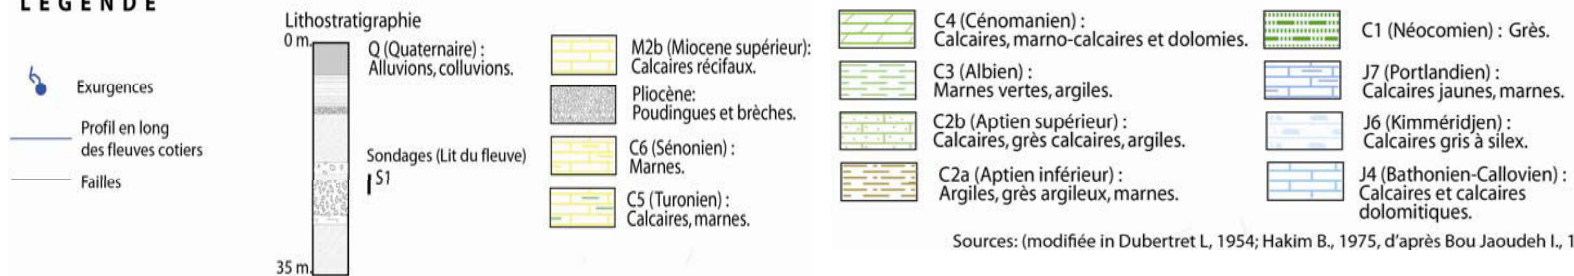 LEGENDE
Exurgences
Profil en long
des fleuves cotiers
Failles
Lithostratigraphie
0 m.
Q (Quaternaire) :
Alluvions, colluvions.
Sondages (Lit du fleuve)
S1
35 m.
M2b (Miocene supérieur):
Calcaires récifaux.
Pliocène:
Poudingues et brèches.
C6 (Sénonien) :
Marnes.
C5 (Turonien) :
Calcaires, marnes.
C4 (Cénomanien) :
Calcaires, marno-calcaires et dolomies.
C3 (Albien) :
Marnes vertes, argiles.
C2b (Aptien supérieur) :
Calcaires, grès calcaires, argiles.
C2a (Aptien inférieur) :
Argiles, grès argileux, marnes.
C1 (Néocomien) : Grès.
J7 (Portlandien) :
Calcaires jaunes, marnes.
J6 (Kimméridjen) :
Calcaires gris à silex.
J4 (Bathonien-Callovien) :
Calcaires et calcaires
dolomitiques.
Sources: (modifiée in Dubertret L, 1954; Hakim B., 1975, d'après Bou Jaoudeh I., 1